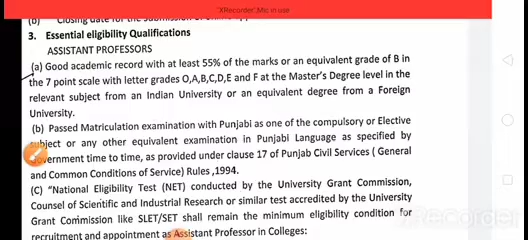 "XRecorder",Mic in use
(b) Closing date for the
3. Essential eligibility Qualifications
ASSISTANT PROFESSORS
(a) Good academic record with at least 55% of the marks or an equivalent grade of B in
the 7 point scale with letter grades O,A,B,C,D,E and F at the Master's Degree level in the
relevant subject from an Indian University or an equivalent degree from a Foreign
University.
(b) Passed Matriculation examination with Punjabi as one of the compulsory or Elective
subject or any other equivalent examination in Punjabi Language as specified by
government time to time, as provided under clause 17 of Punjab Civil Services ( General
and Common Conditions of Service) Rules ,1994.
(C) "National Eligibility Test (NET) conducted by the University Grant Commission,
Counsel of Scientific and Industrial Research or similar test accredited by the University
Grant Commission like SLET/SET shall remain the minimum eligibility condition for
recruitment and appointment as Assistant Professor in Colleges:
XRecorder